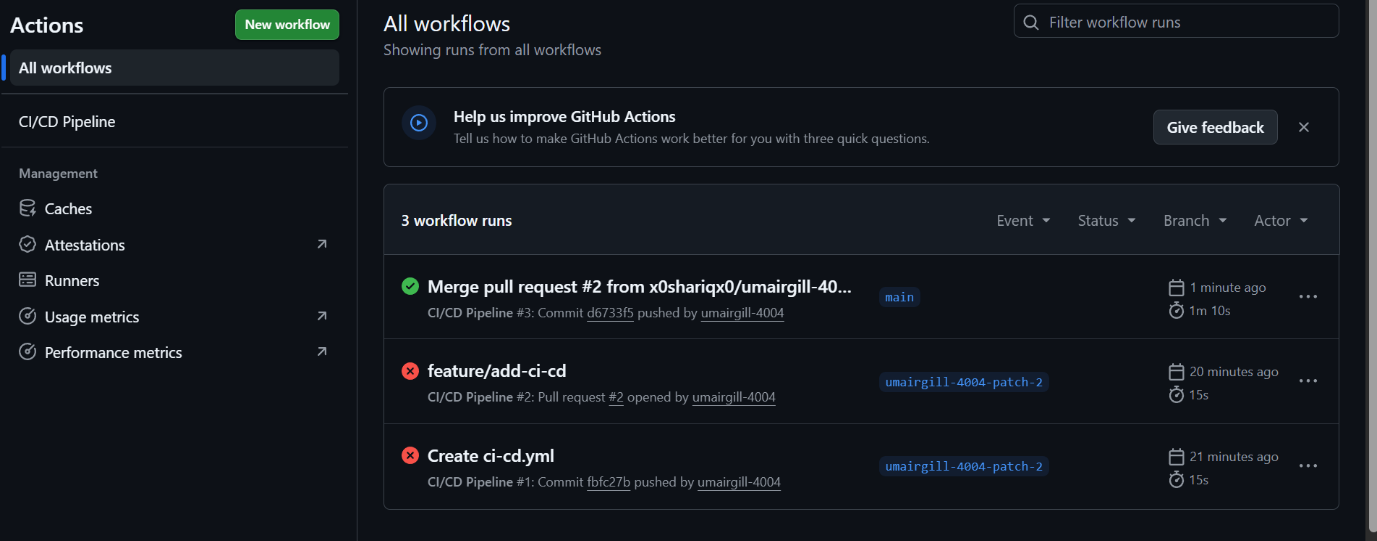 Actions
New workflow
All workflows
CI/CD Pipeline
Management
Caches
Attestations
Runners
Usage metrics
Performance metrics
All workflows
Showing runs from all workflows
Filter workflow runs
Help us improve GitHub Actions
Tell us how to make GitHub Actions work better for you with three quick questions.
Give feedback
3 workflow runs
Event Status Branch Actor
Merge pull request #2 from x0shariqx0/umairgill-40...
CI/CD Pipeline #3: Commit d6733f5 pushed by umairgill-4004
main
1 minute ago
1m 10s
feature/add-ci-cd
CI/CD Pipeline #2: Pull request #2 opened by umairgill-4004
umairgill-4004-patch-2
20 minutes ago
15s
Create ci-cd.yml
CI/CD Pipeline #1: Commit fbfc27b pushed by umairgill-4004
umairgill-4004-patch-2
21 minutes ago
15s